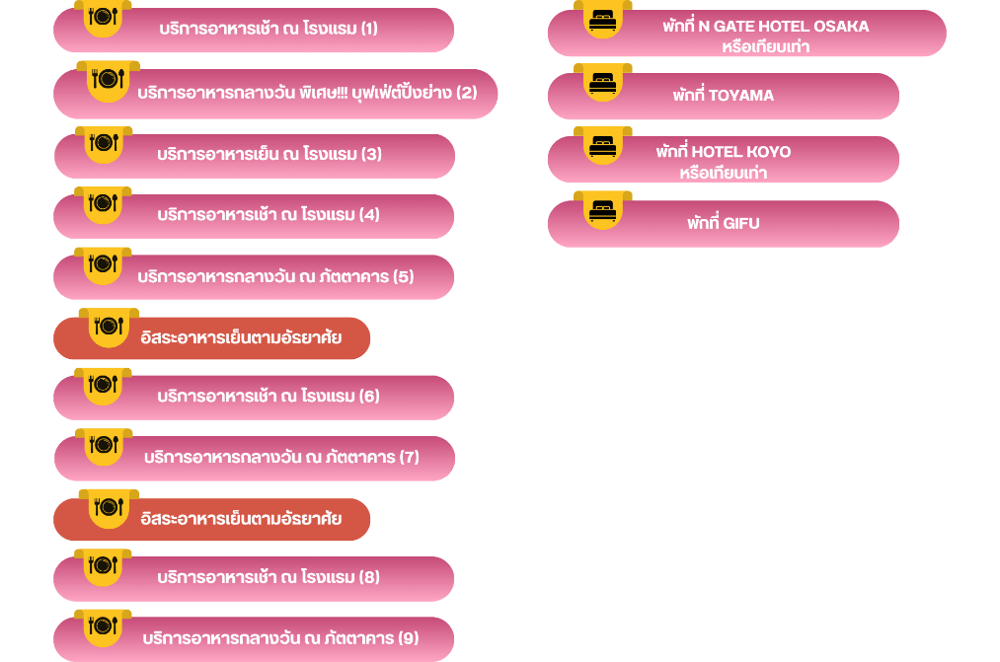 บริการอาหารเช้า ณ โรงแรม (1)
บริการอาหารกลางวัน พิเศษ!!! บุฟเฟ่ต์ปิ้งย่าง (2)
บริการอาหารเย็น ณ โรงแรม (3)
บริการอาหารเช้า ณ โรงแรม (4)
บริการอาหารกลางวัน ณ ภัตตาคาร (5)
อิสระอาหารเย็นตามอัธยาศัย
บริการอาหารเช้า ณ โรงแรม (6)
บริการอาหารกลางวัน ณ ภัตตาคาร (7)
อิสระอาหารเย็นตามอัธยาศัย
บริการอาหารเช้า ณ โรงแรม (8)
บริการอาหารกลางวัน ณ ภัตตาคาร (9)
พักที่ N GATE HOTEL OSAKA
หรือเทียบเท่า
พักที่ TOYAMA
พักที่ HOTEL KOYO
หรือเทียบเท่า
พักที่ GIFU